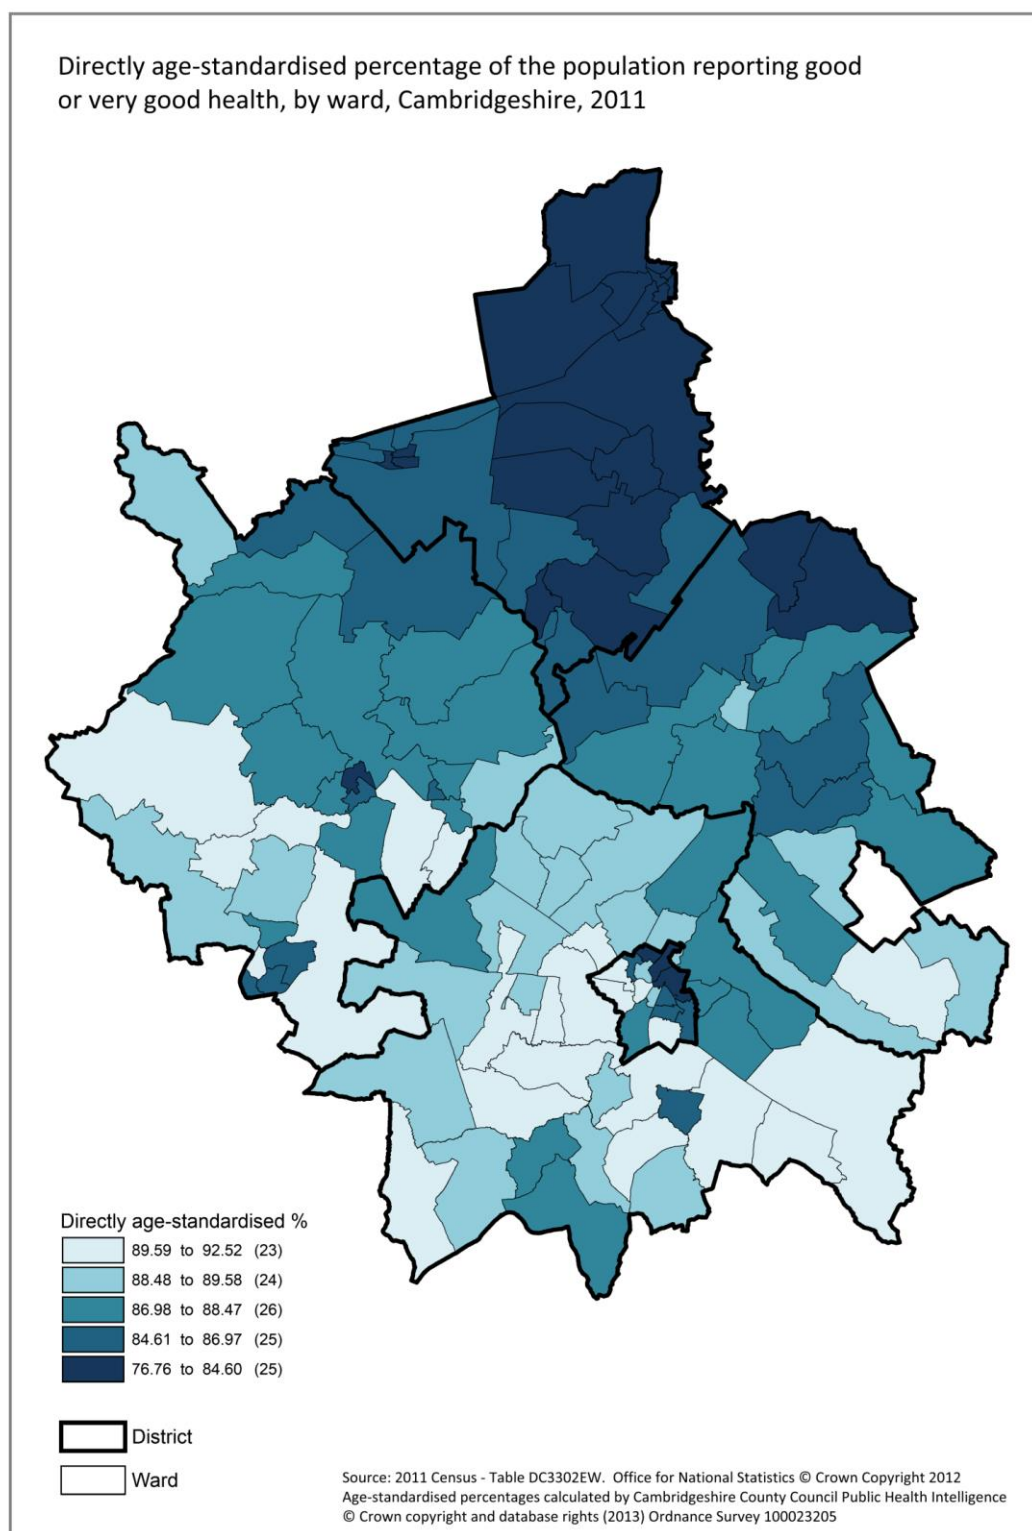 Directly age-standardised percentage of the population reporting good
or very good health, by ward, Cambridgeshire, 2011
Directly age-standardised %
89.59 to 92.52 (23)
88.48 to 89.58 (24)
86.98 to 88.47 (26)
84.61 to 86.97 (25)
76.76 to 84.60 (25)
District
Ward
Source: 2011 Census - Table DC3302EW. Office for National Statistics © Crown Copyright 2012
Age-standardised percentages calculated by Cambridgeshire County Council Public Health Intelligence
© Crown copyright and database rights (2013) Ordnance Survey 100023205